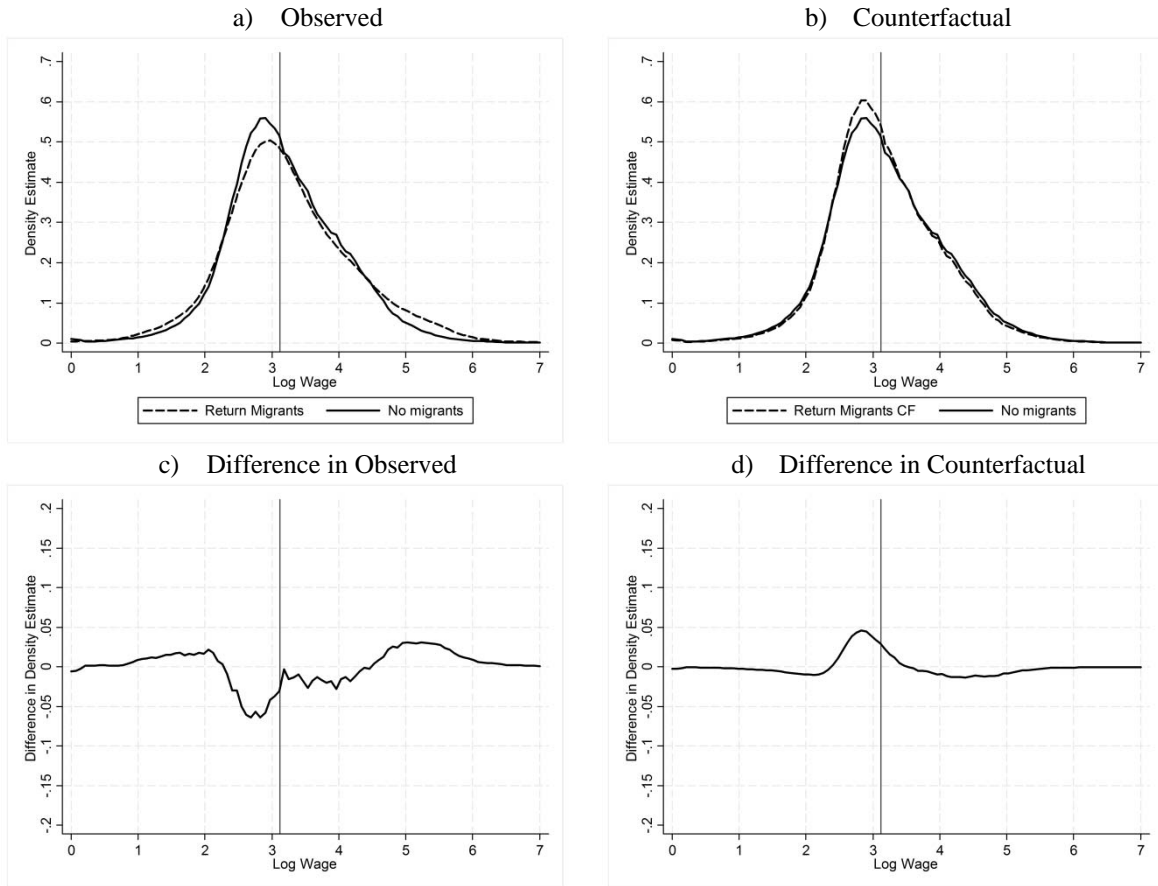 a) Observed
Density Estimate
.7
.6
.5
.4
.3
.2
.1
0
0 1 2 3 4 5 6 7
Log Wage
Return Migrants No migrants
b) Counterfactual
Density Estimate
.7
.6
.5
.4
.3
.2
.1
0
0 1 2 3 4 5 6 7
Log Wage
Return Migrants CF No migrants
c) Difference in Observed
Difference in Density Estimate
.2
.15
.1
.05
0
-.05
-.1
-.15
-.2
0 1 2 3 4 5 6 7
Log Wage
d) Difference in Counterfactual
Difference in Density Estimate
.2
.15
.1
.05
0
-.05
-.1
-.15
-.2
0 1 2 3 4 5 6 7
Log Wage